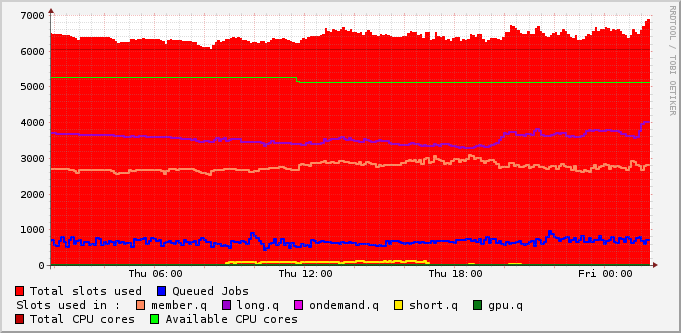 RRDTOOL / TOBI OETIKER
7000
6000
5000
4000
3000
2000
1000
0
Thu 06:00 Thu 12:00 Thu 18:00 Fri 00:00
Total slots used Queued Jobs
Slots used in : member.q long.q ondemand.q short.q gpu.q
Total CPU cores Available CPU cores